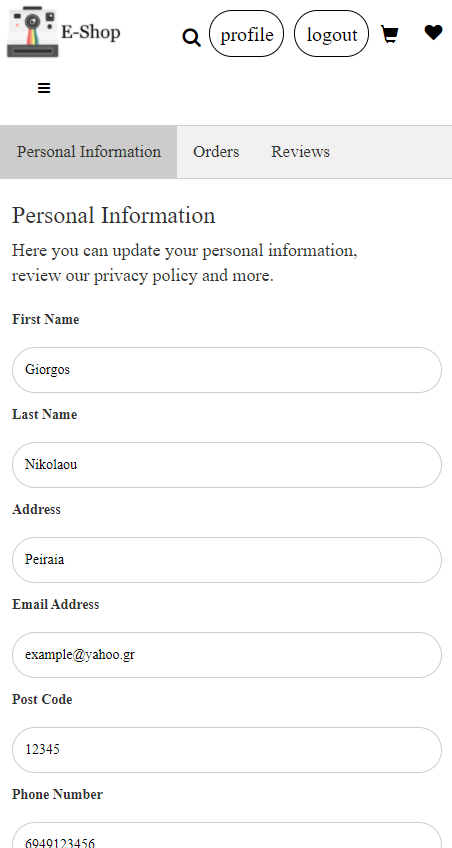 E-Shop
profile
logout
Personal Information
Orders
Reviews
Personal Information
Here you can update your personal information,
review our privacy policy and more.
First Name
Giorgos
Last Name
Nikolaou
Address
Peiraia
Email Address
example@yahoo.gr
Post Code
12345
Phone Number
6949123456